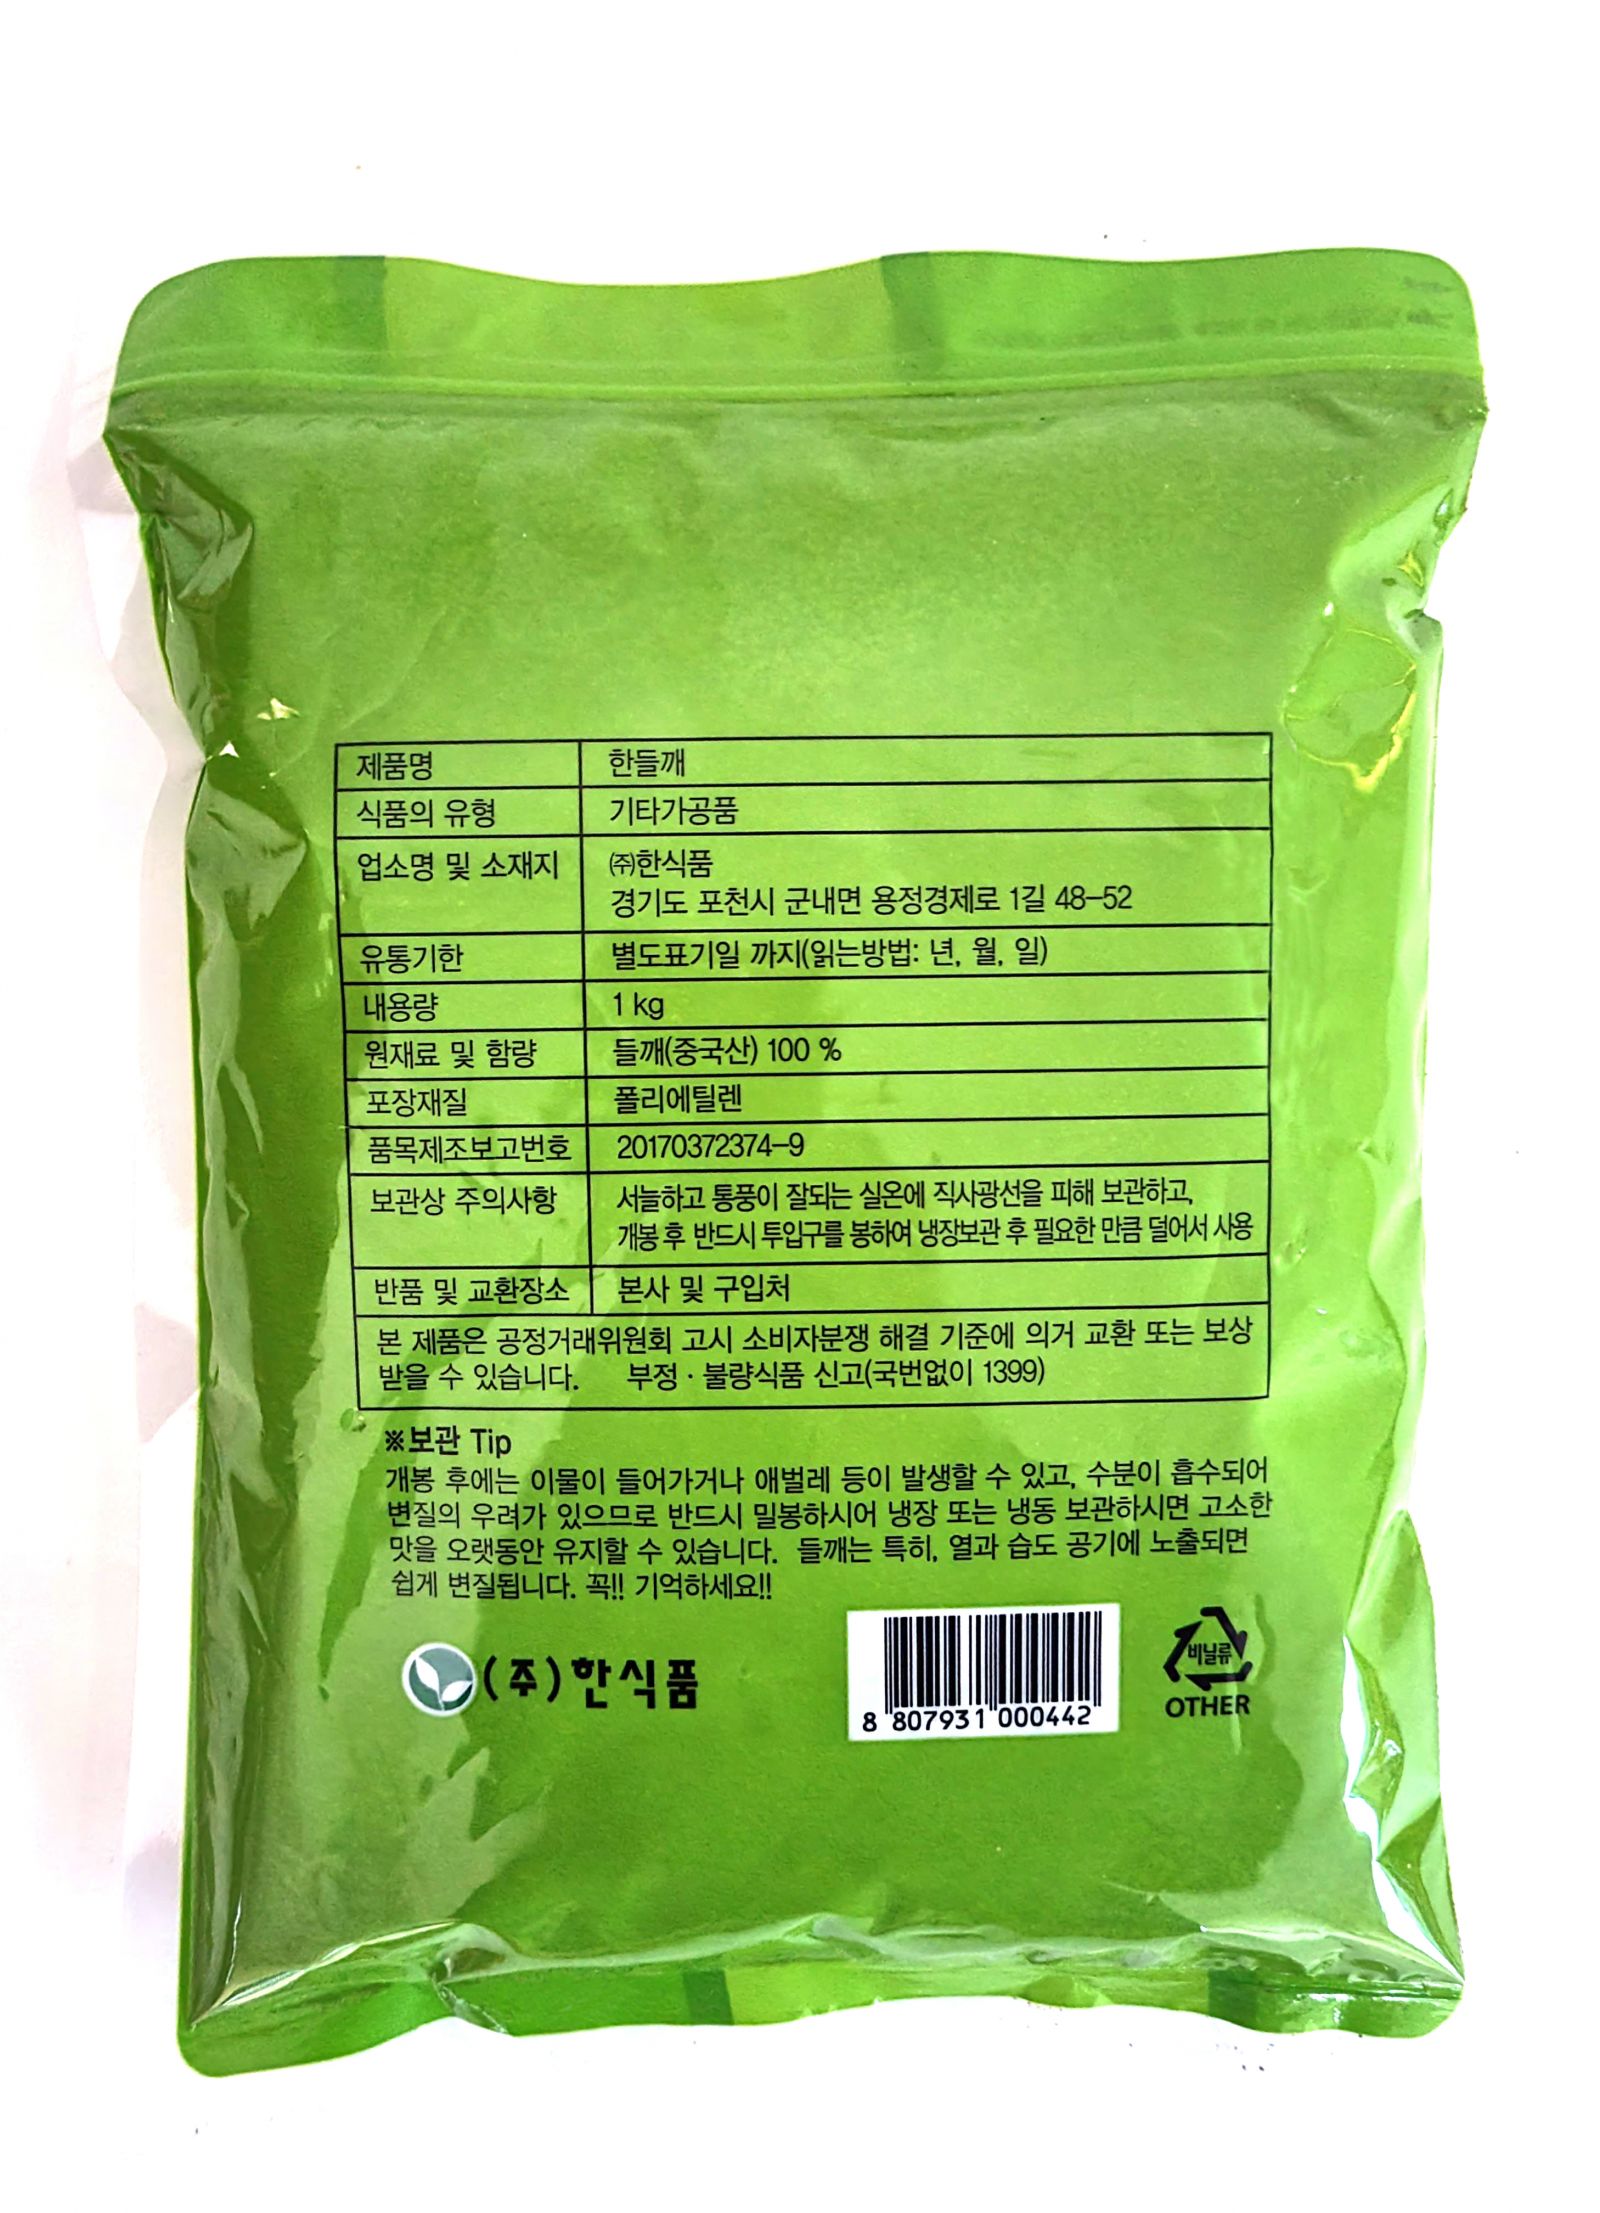 제품명 한들깨
식품의 유형 기타가공품
업소명 및 소재지 ㈜한식품
경기도 포천시 군내면 용정경제로 1길 48-52
유통기한 별도표기일 까지(읽는방법: 년, 월, 일)
내용량 1 kg
원재료 및 함량 들깨(중국산) 100 %
포장재질 폴리에틸렌
품목제조보고번호 20170372374-9
보관상 주의사항 서늘하고 통풍이 잘되는 실온에 직사광선을 피해 보관하고,
개봉 후 반드시 투입구를 봉하여 냉장보관 후 필요한 만큼 덜어서 사용
반품 및 교환장소 본사 및 구입처
본 제품은 공정거래위원회 고시 소비자분쟁 해결 기준에 의거 교환 또는 보상
받을 수 있습니다. 부정 · 불량식품 신고(국번없이 1399)
※보관 Tip
개봉 후에는 이물이 들어가거나 애벌레 등이 발생할 수 있고, 수분이 흡수되어
변질의 우려가 있으므로 반드시 밀봉하시어 냉장 또는 냉동 보관하시면 고소한
맛을 오랫동안 유지할 수 있습니다. 들깨는 특히, 열과 습도 공기에 노출되면
쉽게 변질됩니다. 꼭!! 기억하세요!!
(주)한식품
8 807931 000442
비닐류
OTHER